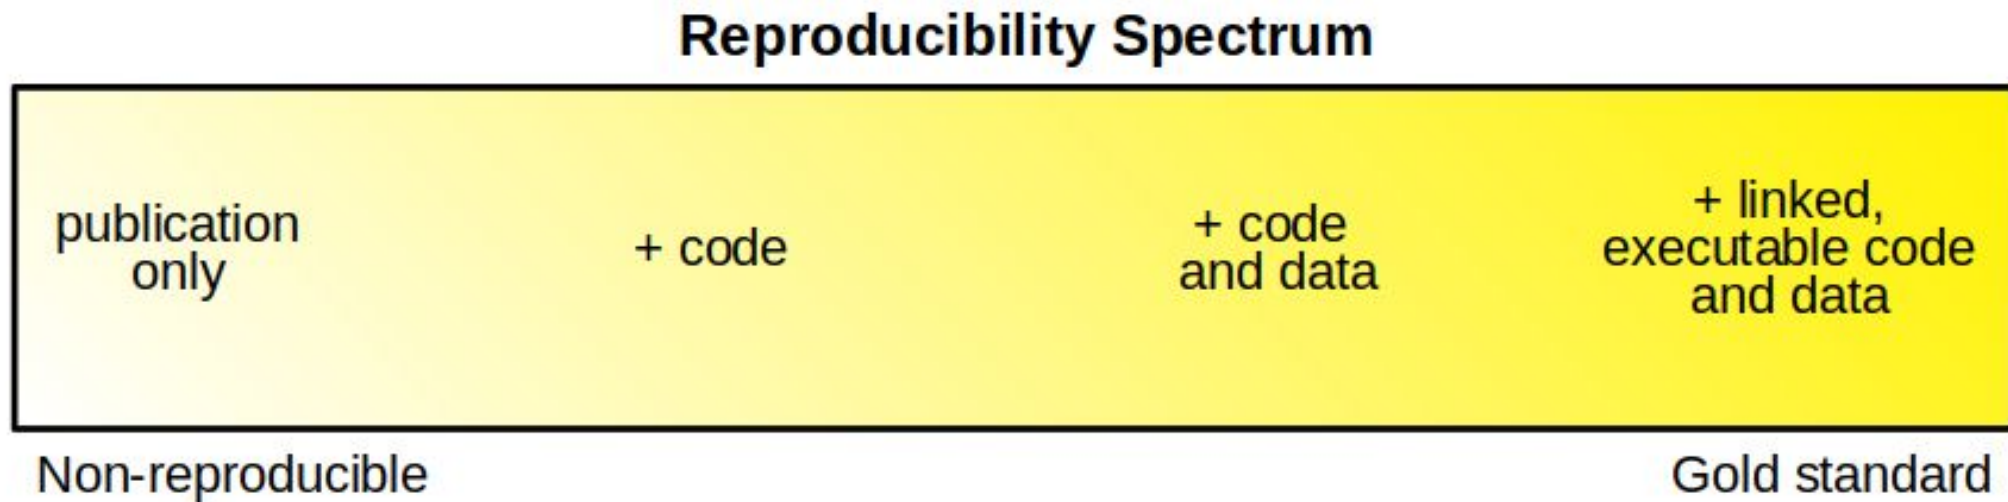 Reproducibility Spectrum
publication
only
+ code
+ code
and data
+ linked,
executable code
and data
Non-reproducible
Gold standard